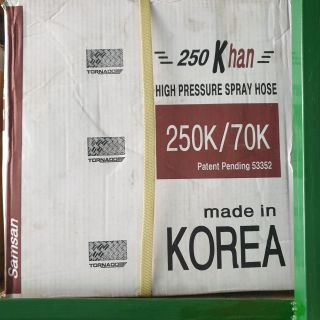 250 Khan
HIGH PRESSURE SPRAY HOSE
250K/70K
Patent Pending 53352
made in
KOREA
TORNADO
TORNADO
TORNADO
Samsan